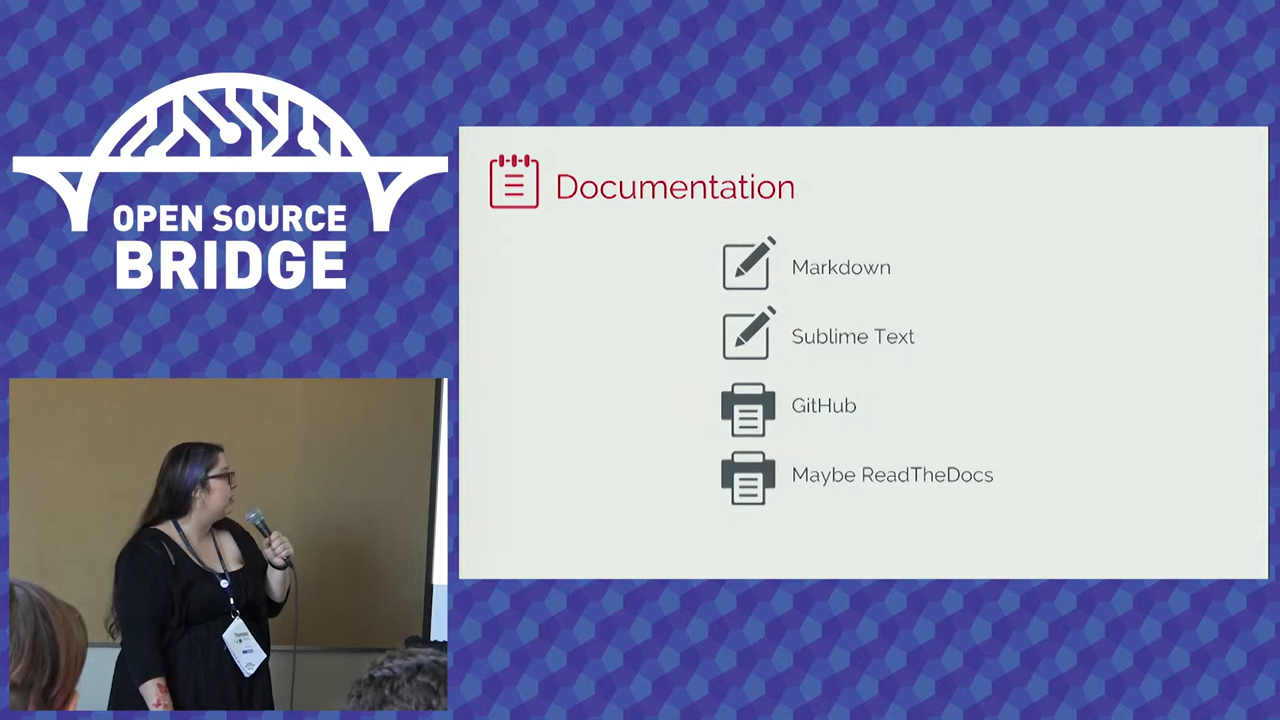 OPEN SOURCE
BRIDGE
Documentation
Markdown
Sublime Text
GitHub
Maybe ReadTheDocs